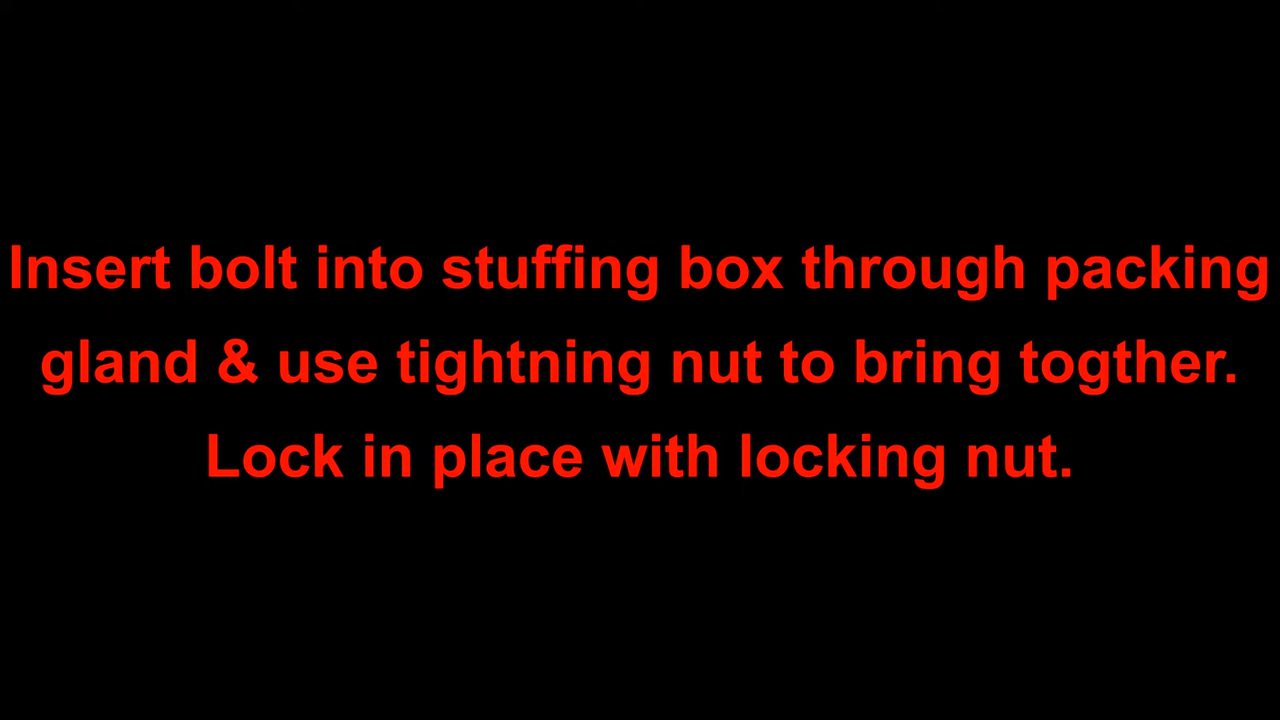 Insert bolt into stuffing box through packing
gland & use tightning nut to bring togther.
Lock in place with locking nut.